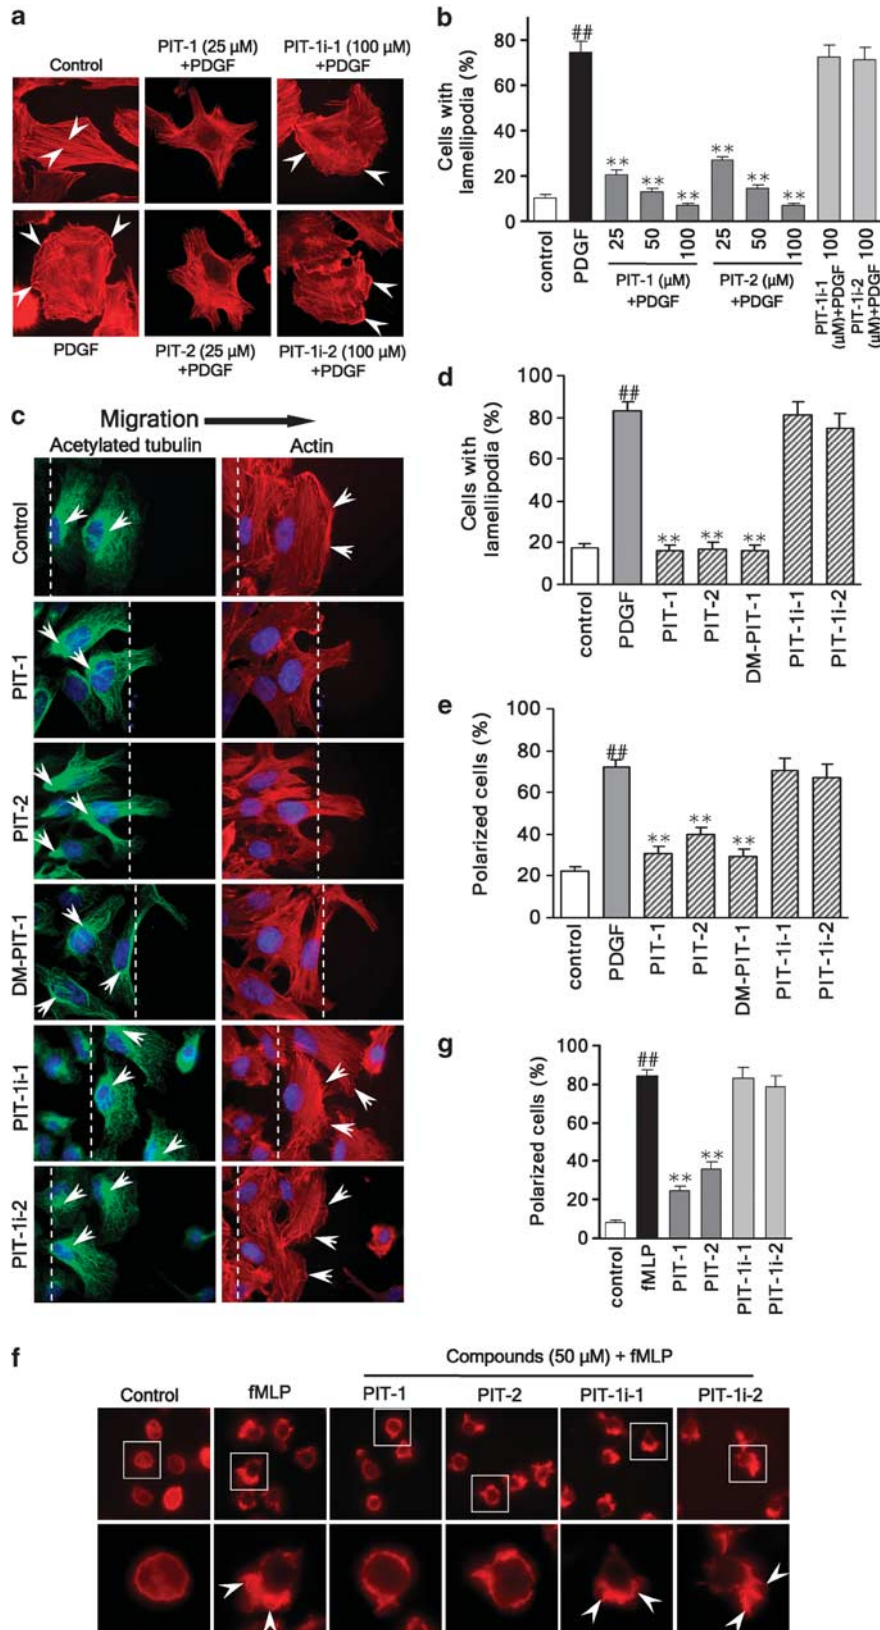 a
PIT-1 (25 µM)
+PDGF
PIT-1i-1 (100 µM)
+PDGF
Control
PDGF
PIT-2 (25 µM)
+PDGF
PIT-1i-2 (100 µM)
+PDGF
b
Cells with
lamellipodia (%)
80
60
40
20
0
##
**
**
**
**
**
**
control
PDGF
25
50
100
25
50
100
100
100
PIT-1 (µM)
+PDGF
PIT-2 (µM)
+PDGF
PIT-1i-1
(µM)+PDGF
PIT-1i-2
(µM)+PDGF
c
Migration
Acetylated tubulin
Actin
Control
PIT-1
PIT-2
DM-PIT-1
PIT-1i-1
PIT-1i-2
d
Cells with
lamellipodia (%)
100
80
60
40
20
0
##
**
**
**
control
PDGF
PIT-1
PIT-2
DM-PIT-1
PIT-1i-1
PIT-1i-2
e
Polarized cells (%)
100
80
60
40
20
0
##
**
**
**
control
PDGF
PIT-1
PIT-2
DM-PIT-1
PIT-1i-1
PIT-1i-2
g
Polarized cells (%)
100
80
60
40
20
0
##
**
**
control
fMLP
PIT-1
PIT-2
PIT-1i-1
PIT-1i-2
f
Compounds (50 µM) + fMLP
Control
fMLP
PIT-1
PIT-2
PIT-1i-1
PIT-1i-2